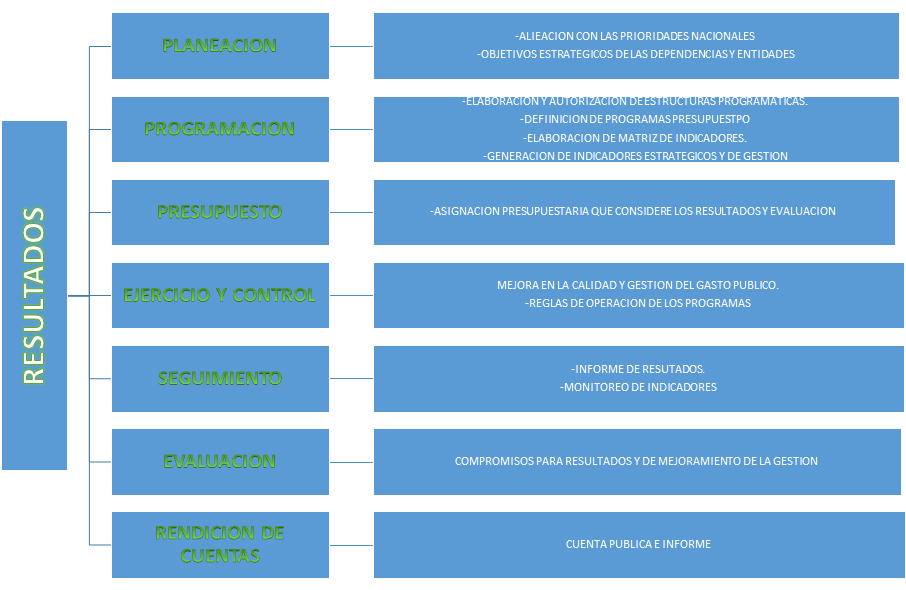 RESULTADOS
PLANEACION
-ALIEACION CON LAS PRIORIDADES NACIONALES
-OBJETIVOS ESTRATEGICOS DE LAS DEPENDENCIAS Y ENTIDADES
PROGRAMACION
-ELABORACION Y AUTORIZACION DE ESTRUCTURAS PROGRAMATICAS.
-DEFIINICION DE PROGRAMAS PRESUPUESTPO
-ELABORACION DE MATRIZ DE INDICADORES.
-GENERACION DE INDICADORES ESTRATEGICOS Y DE GESTION
PRESUPUESTO
-ASIGNACION PRESUPUESTARIA QUE CONSIDERE LOS RESULTADOS Y EVALUACION
EJERCICIO Y CONTROL
MEJORA EN LA CALIDAD Y GESTION DEL GASTO PUBLICO.
-REGLAS DE OPERACION DE LOS PROGRAMAS
SEGUIMIENTO
-INFORME DE RESUTADOS.
-MONITOREO DE INDICADORES
EVALUACION
COMPROMISOS PARA RESULTADOS Y DE MEJORAMIENTO DE LA GESTION
RENDICION DE
CUENTAS
CUENTA PUBLICA E INFORME